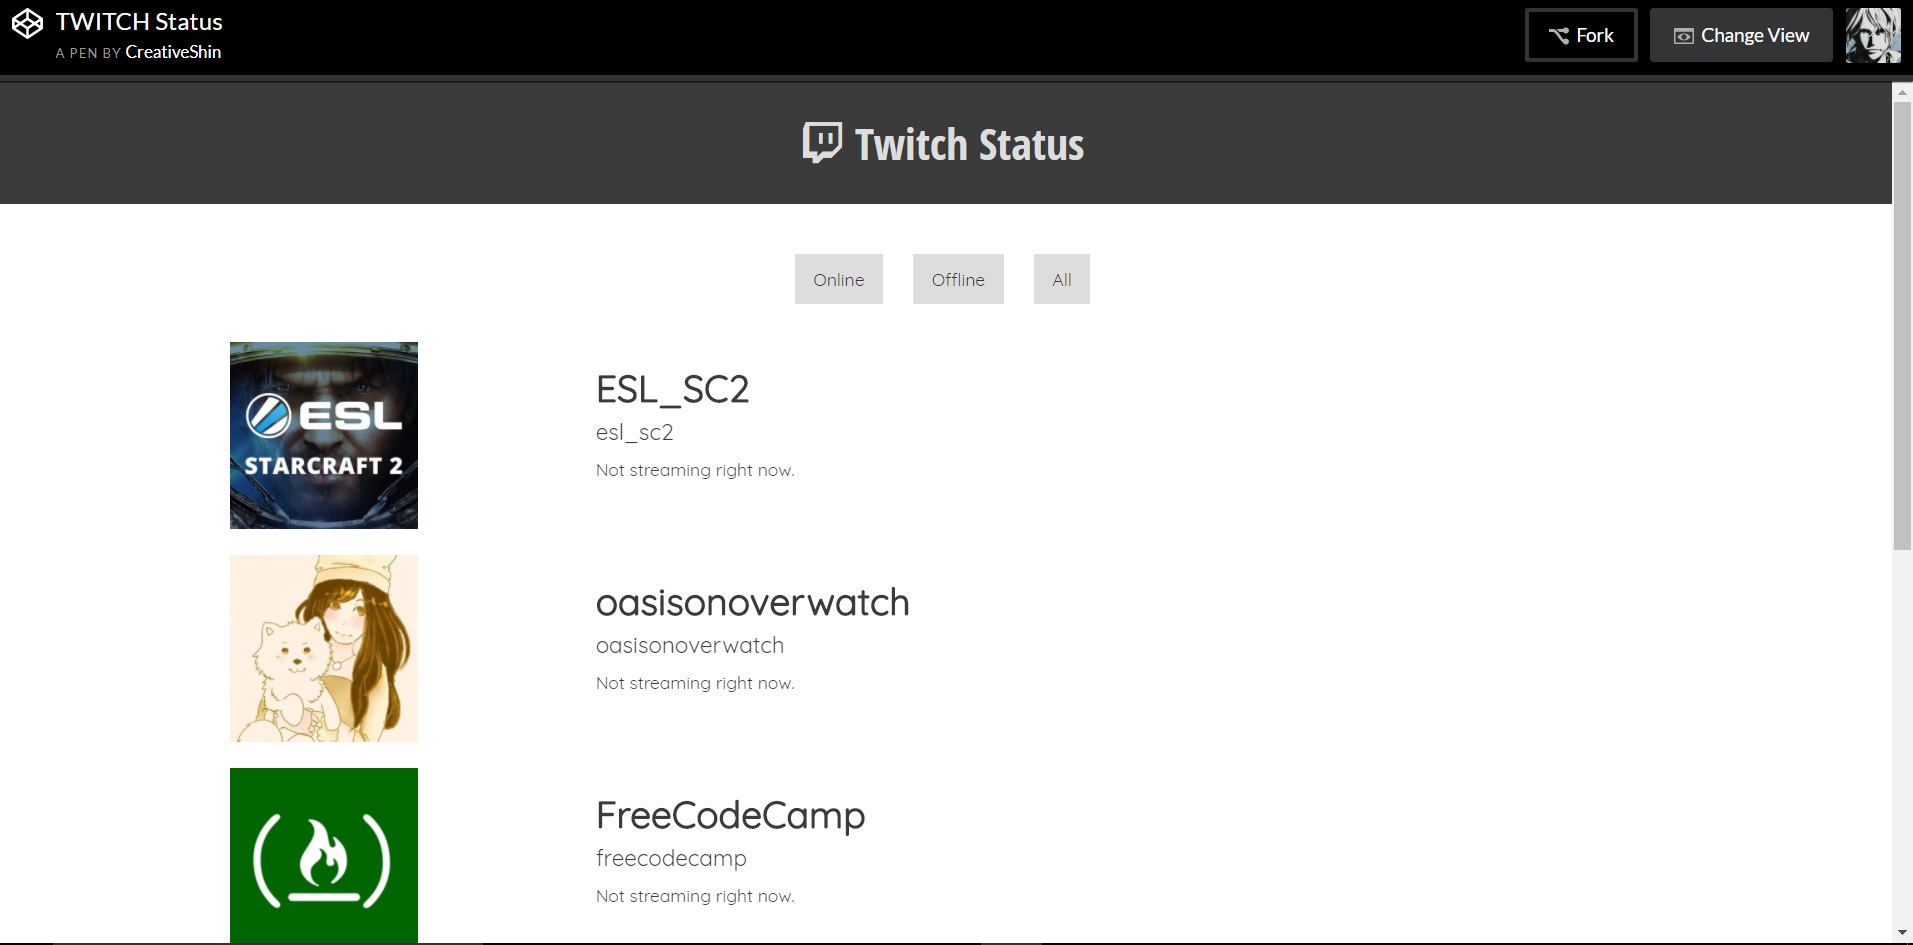 TWITCH Status
A PEN BY CreativeShin
Fork
Change View
Twitch Status
Online
Offline
All
ESL
STARCRAFT 2
ESL_SC2
esl_sc2
Not streaming right now.
oasisonoverwatch
oasisonoverwatch
Not streaming right now.
FreeCodeCamp
freecodecamp
Not streaming right now.